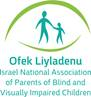 Ofek Liyladenu
Israel National Association
of Parents of Blind and
Visually Impaired Children